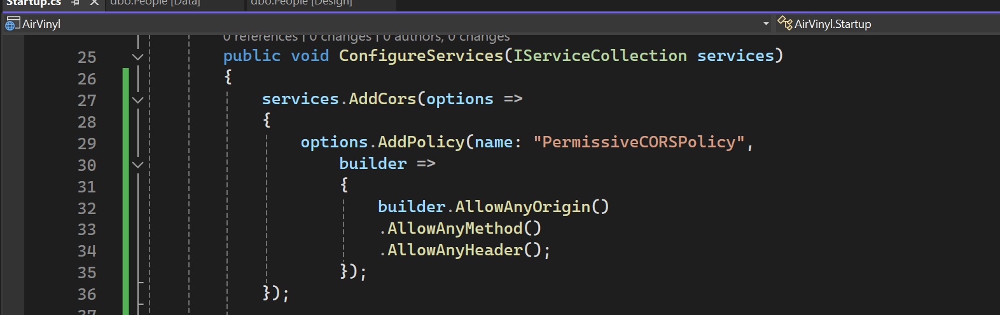 Startup.cs dbo.People [Data] dbo.People [Design]
AirVinyl AirVinyl.Startup
0 references | 0 changes | 0 authors, 0 changes
25 public void ConfigureServices(IServiceCollection services)
26 {
27 services.AddCors(options =>
28 {
29 options.AddPolicy(name: "PermissiveCORSPolicy",
30 builder =>
31 {
32 builder.AllowAnyOrigin()
33 .AllowAnyMethod()
34 .AllowAnyHeader();
35 });
36 });
37